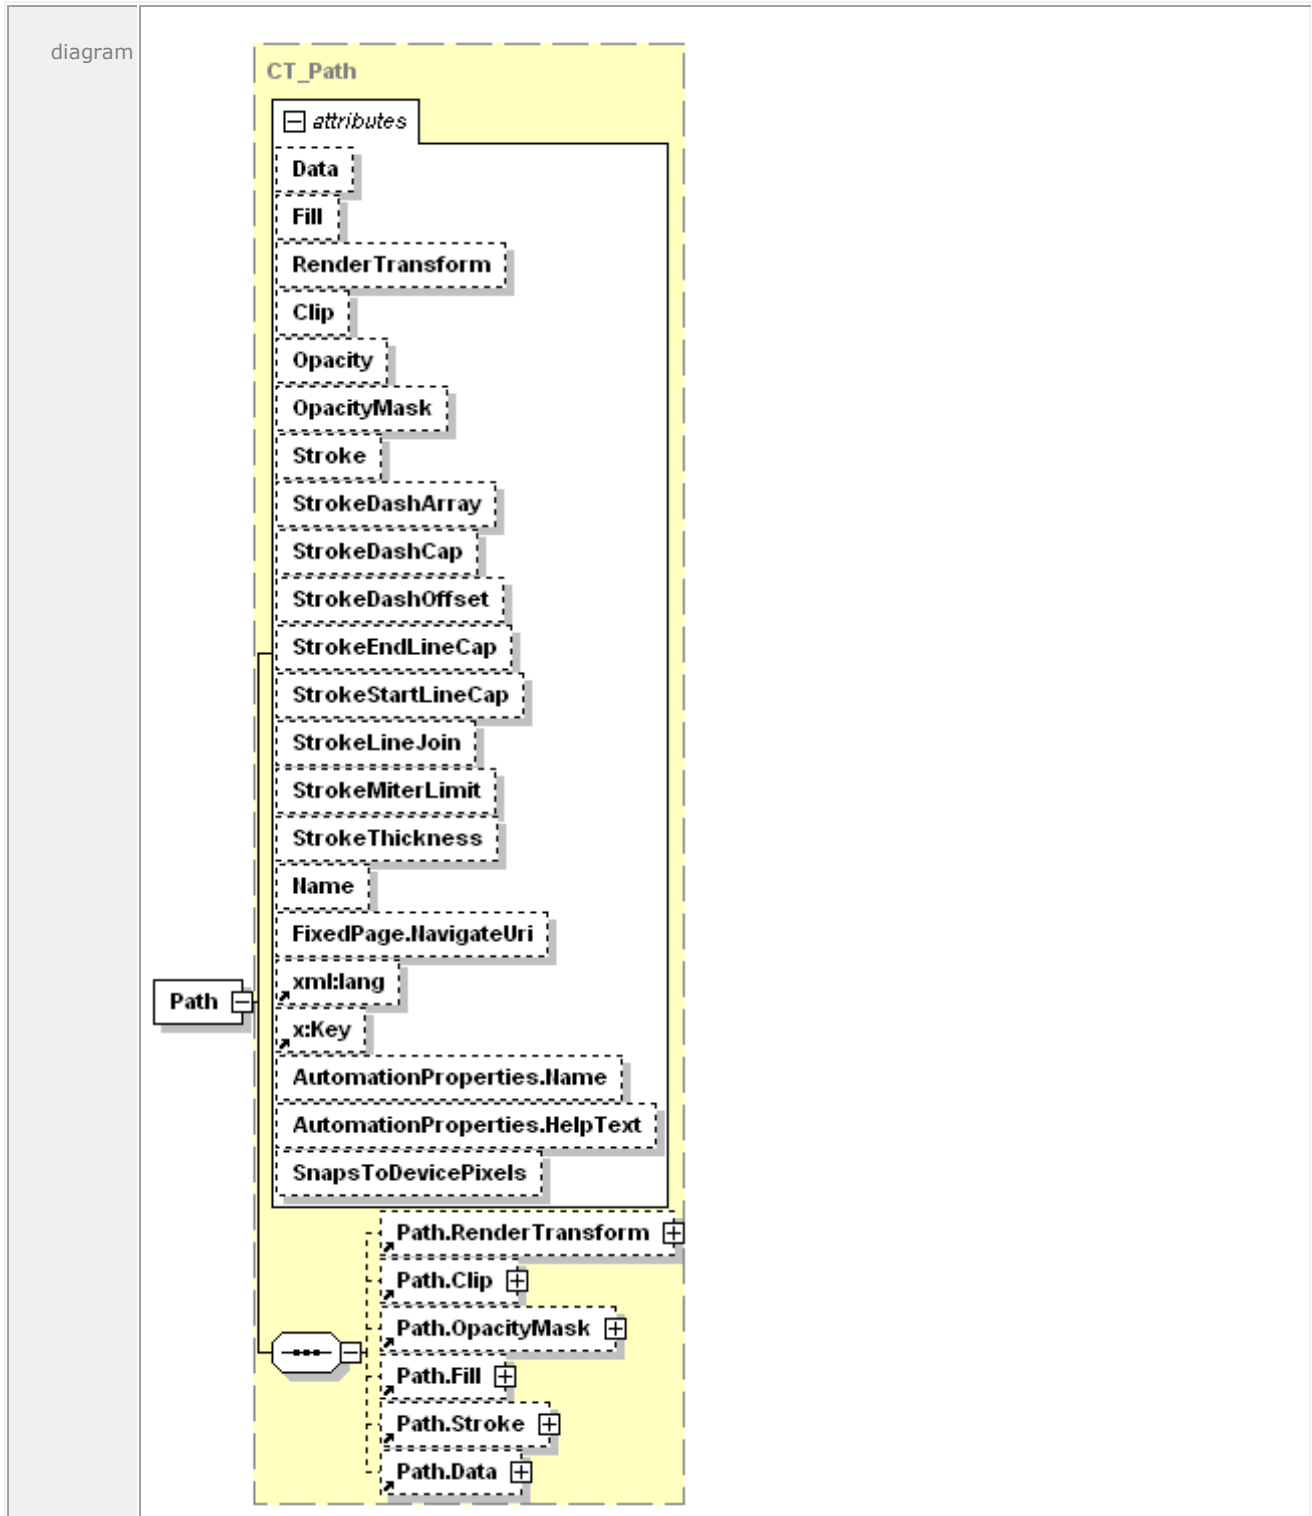 diagram
CT_Path
attributes
Data
Fill
RenderTransform
Clip
Opacity
OpacityMask
Stroke
StrokeDashArray
StrokeDashCap
StrokeDashOffset
StrokeEndLineCap
StrokeStartLineCap
StrokeLineJoin
StrokeMiterLimit
StrokeThickness
Name
FixedPage.NavigateUri
xml:lang
Path
x:Key
AutomationProperties.Name
AutomationProperties.HelpText
SnapsToDevicePixels
Path.RenderTransform
Path.Clip
Path.OpacityMask
Path.Fill
Path.Stroke
Path.Data